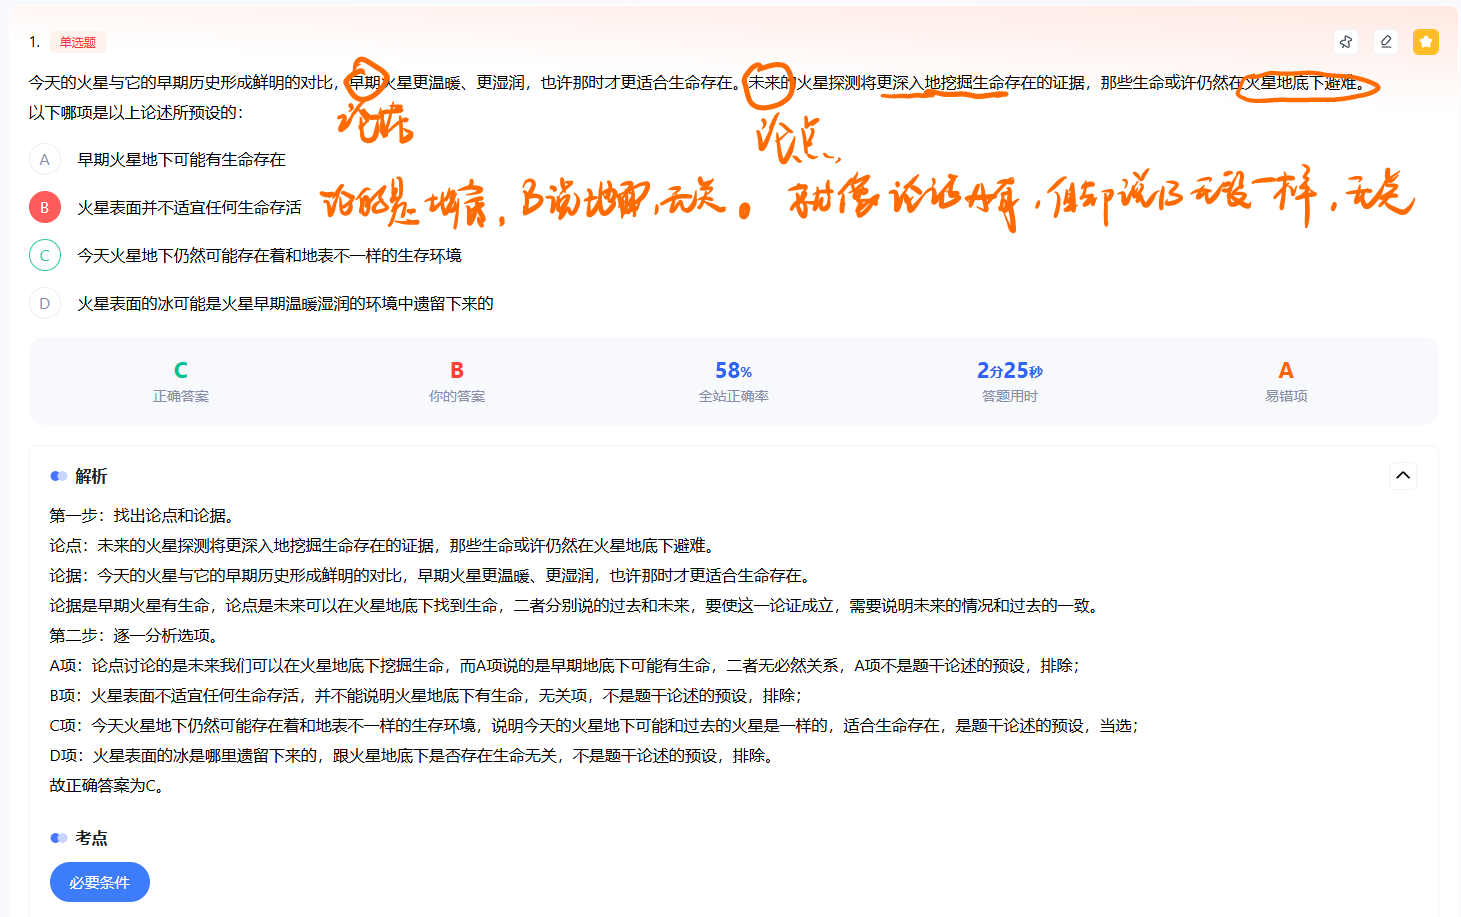 1. 单选题
今天的火星与它的早期历史形成鲜明的对比，早期火星更温暖、更湿润，也许那时才更适合生命存在。未来的火星探测将更深入地挖掘生命存在的证据，那些生命或许仍然在火星地底下避难。
以下哪项是以上论述所预设的：
论据
论点
A 早期火星地下可能有生命存在
B 火星表面并不适宜任何生命存活
论的是地底，B说地面，无关。就像论证A有，但却说B无一样，无关
C 今天火星地下仍然可能存在着和地表不一样的生存环境
D 火星表面的冰可能是火星早期温暖湿润的环境中遗留下来的
C B 58% 2分25秒 A
正确答案 你的答案 全站正确率 答题用时 易错项
解析
第一步：找出论点和论据。
论点：未来的火星探测将更深入地挖掘生命存在的证据，那些生命或许仍然在火星地底下避难。
论据：今天的火星与它的早期历史形成鲜明的对比，早期火星更温暖、更湿润，也许那时才更适合生命存在。
论据是早期火星有生命，论点是未来可以在火星地底下找到生命，二者分别说的过去和未来，要使这一论证成立，需要说明未来的情况和过去的一致。
第二步：逐一分析选项。
A项：论点讨论的是未来我们可以在火星地底下挖掘生命，而A项说的是早期地底下可能有生命，二者无必然关系，A项不是题干论述的预设，排除；
B项：火星表面不适宜任何生命存活，并不能说明火星地底下有生命，无关项，不是题干论述的预设，排除；
C项：今天火星地下仍然可能存在着和地表不一样的生存环境，说明今天的火星地下可能和过去的火星是一样的，适合生命存在，是题干论述的预设，当选；
D项：火星表面的冰是哪里遗留下来的，跟火星地底下是否存在生命无关，不是题干论述的预设，排除。
故正确答案为C。
考点
必要条件